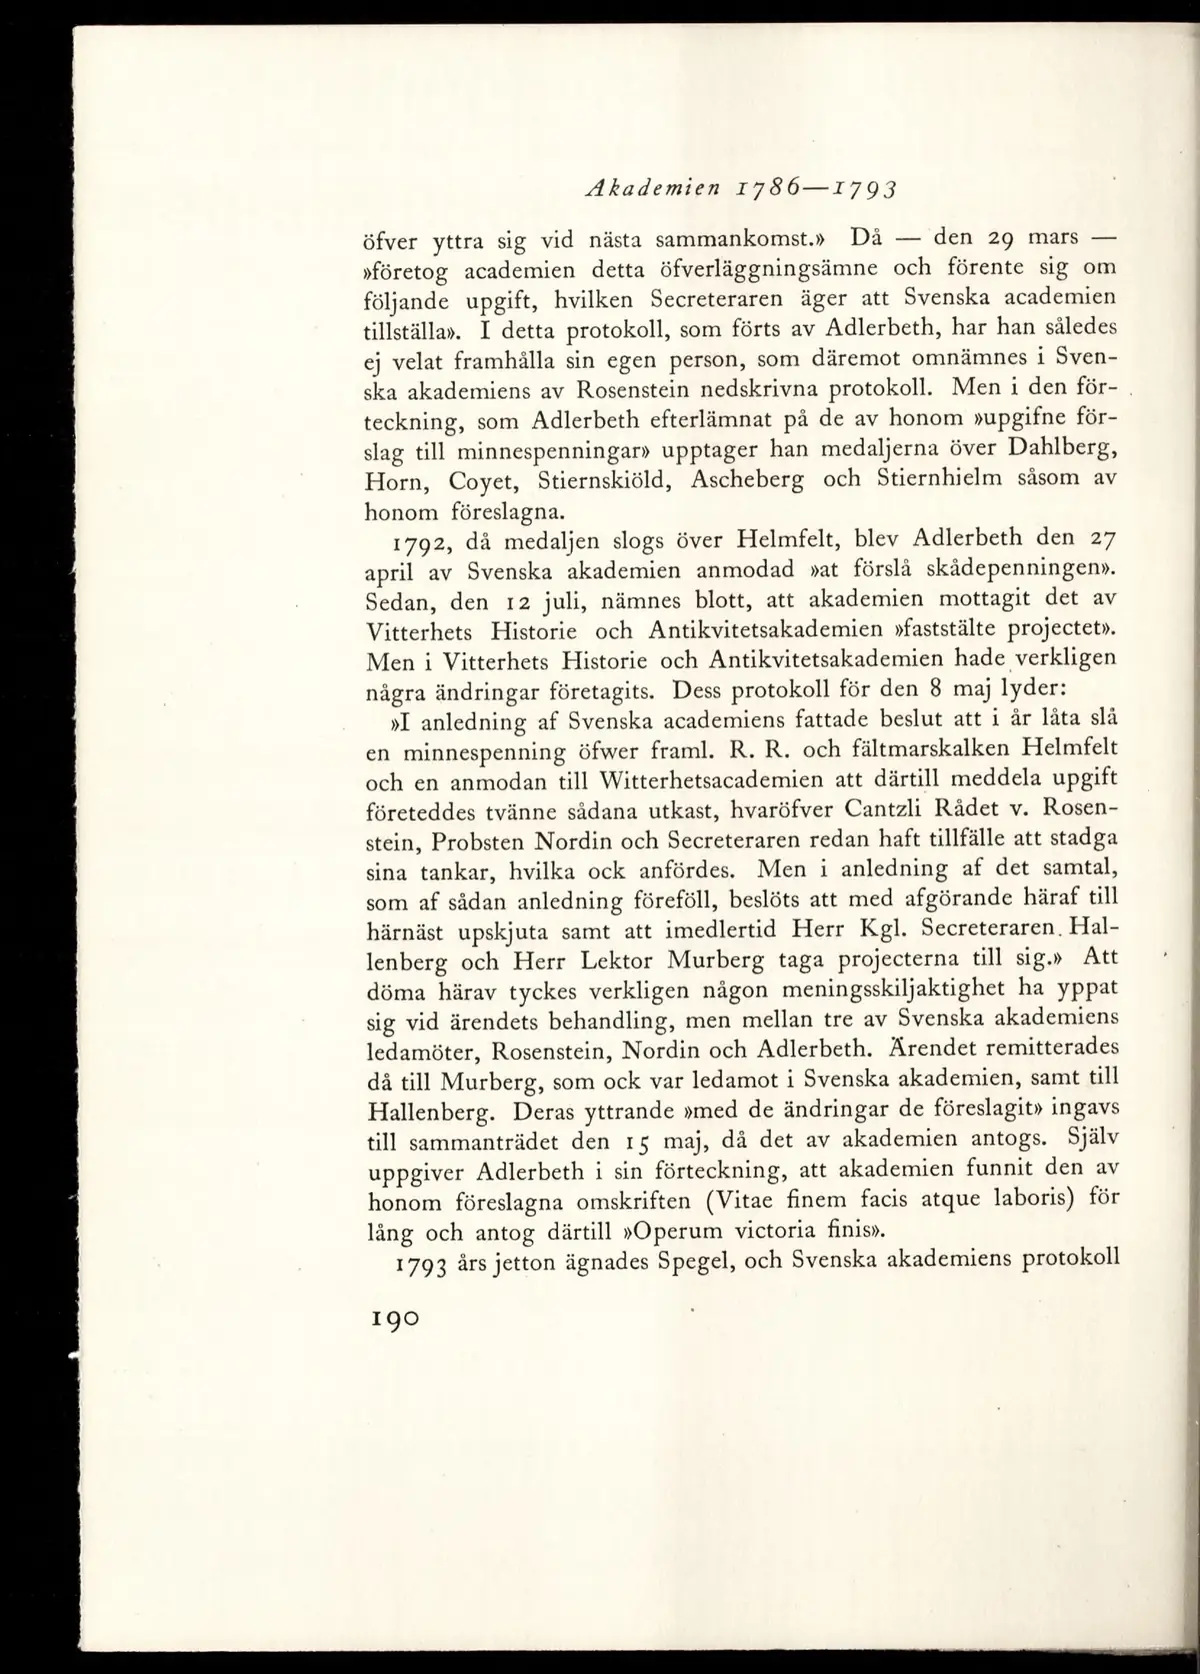 Akademien 1786—1793
öfver yttra sig vid nästa sammankomst.» Då — den 29 mars —
»företog academien detta öfverläggningsämne och förente sig om
följande upgift, hvilken Secreteraren äger att Svenska academien
tillställa». I detta protokoll, som förts av Adlerbeth, har han således
ej velat framhålla sin egen person, som däremot omnämnes i Sven-
ska akademiens av Rosenstein nedskrivna protokoll. Men i den för-
teckning, som Adlerbeth efterlämnat på de av honom »upgifne för-
slag till minnespenningar» upptager han medaljerna över Dahlberg,
Horn, Coyet, Stiernskiöld, Ascheberg och Stiernhielm såsom av
honom föreslagna.
1792, då medaljen slogs över Helmfelt, blev Adlerbeth den 27
april av Svenska akademien anmodad »at förslå skådepenningen».
Sedan, den 12 juli, nämnes blott, att akademien mottagit det av
Vitterhets Historie och Antikvitetsakademien »faststälte projectet».
Men i Vitterhets Historie och Antikvitetsakademien hade verkligen
några ändringar företagits. Dess protokoll för den 8 maj lyder:
»I anledning af Svenska academiens fattade beslut att i år låta slå
en minnespenning öfwer framl. R. R. och fältmarskalken Helmfelt
och en anmodan till Witterhetsacademien att därtill meddela upgift
företeddes tvänne sådana utkast, hvaröfver Cantzli Rådet v. Rosen-
stein, Probsten Nordin och Secreteraren redan haft tillfälle att stadga
sina tankar, hvilka ock anfördes. Men i anledning af det samtal,
som af sådan anledning föreföll, beslöts att med afgörande häraf till
härnäst upskjuta samt att imedlertid Herr Kgl. Secreteraren Hal-
lenberg och Herr Lektor Murberg taga projecterna till sig.» Att
döma härav tyckes verkligen någon meningsskiljaktighet ha yppat
sig vid ärendets behandling, men mellan tre av Svenska akademiens
ledamöter, Rosenstein, Nordin och Adlerbeth. Ärendet remitterades
då till Murberg, som ock var ledamot i Svenska akademien, samt till
Hallenberg. Deras yttrande »med de ändringar de föreslagit» ingavs
till sammanträdet den 15 maj, då det av akademien antogs. Själv
uppgiver Adlerbeth i sin förteckning, att akademien funnit den av
honom föreslagna omskriften (Vitae finem facis atque laboris) för
lång och antog därtill »Operum victoria finis».
1793 års jetton ägnades Spegel, och Svenska akademiens protokoll
190